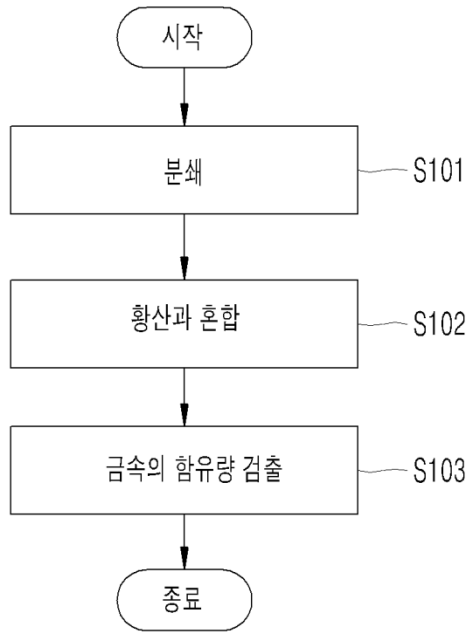 시작
분쇄
S101
황산과 혼합
S102
금속의 함유량 검출
S103
종료